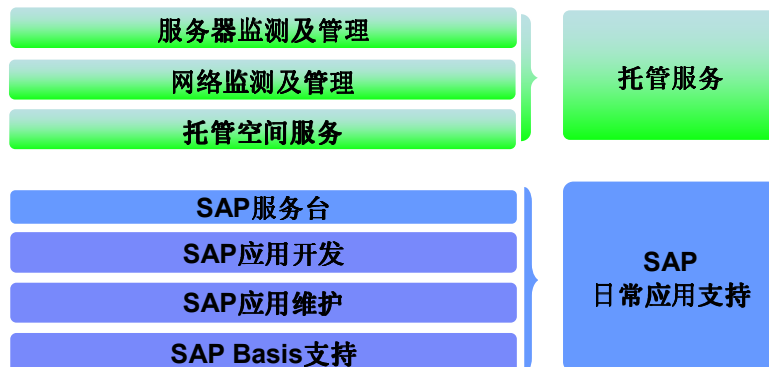 服务器监测及管理
网络监测及管理
托管空间服务
托管服务
SAP服务台
SAP应用开发
SAP应用维护
SAP Basis支持
SAP
日常应用支持